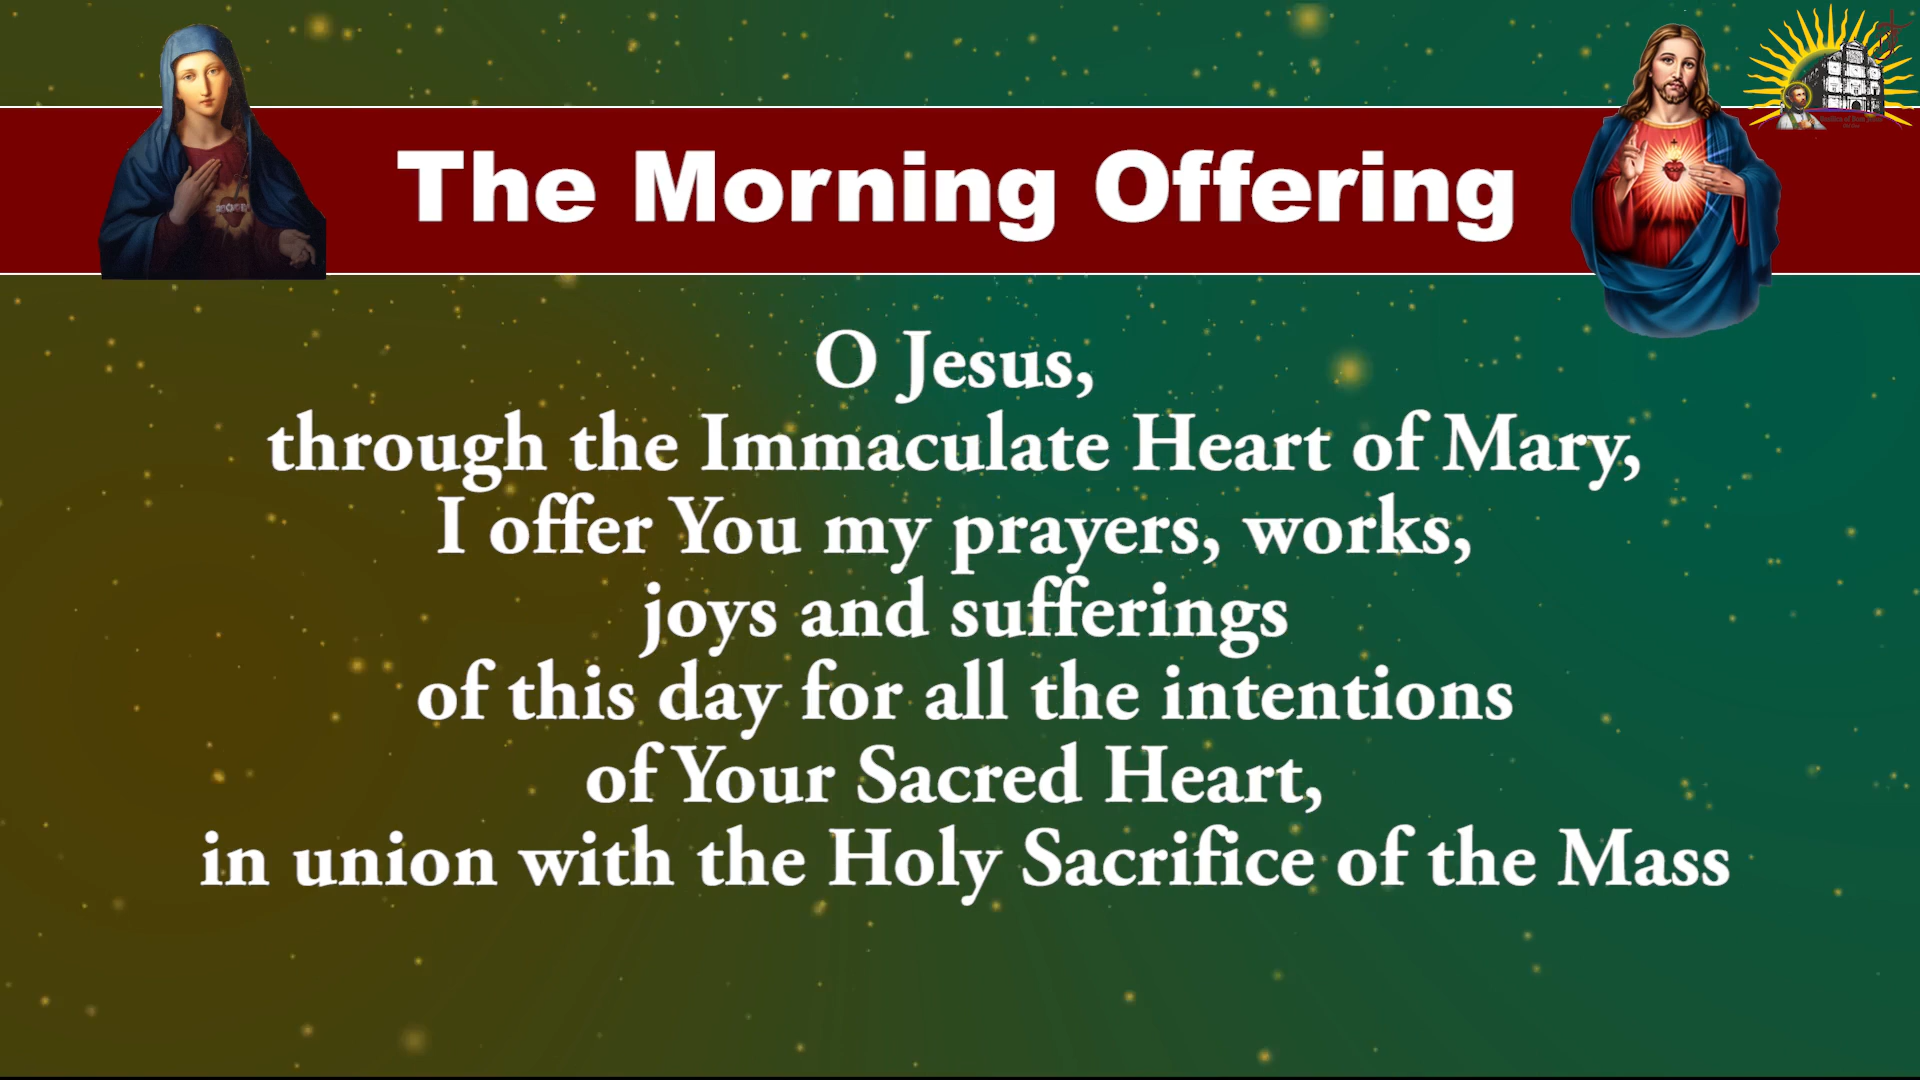 The Morning Offering
O Jesus,
through the Immaculate Heart of Mary,
I offer You my prayers, works,
joys and sufferings
of this day for all the intentions
of Your Sacred Heart,
in union with the Holy Sacrifice of the Mass